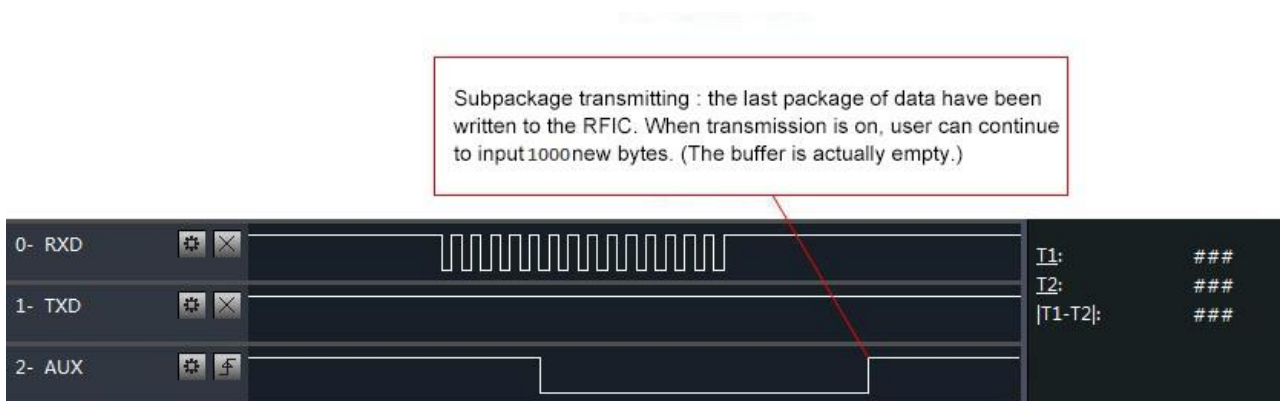 Subpackage transmitting : the last package of data have been
written to the RFIC. When transmission is on, user can continue
to input 1000 new bytes. (The buffer is actually empty.)
0- RXD
1- TXD
2- AUX
T1: ###
T2: ###
|T1-T2|: ###